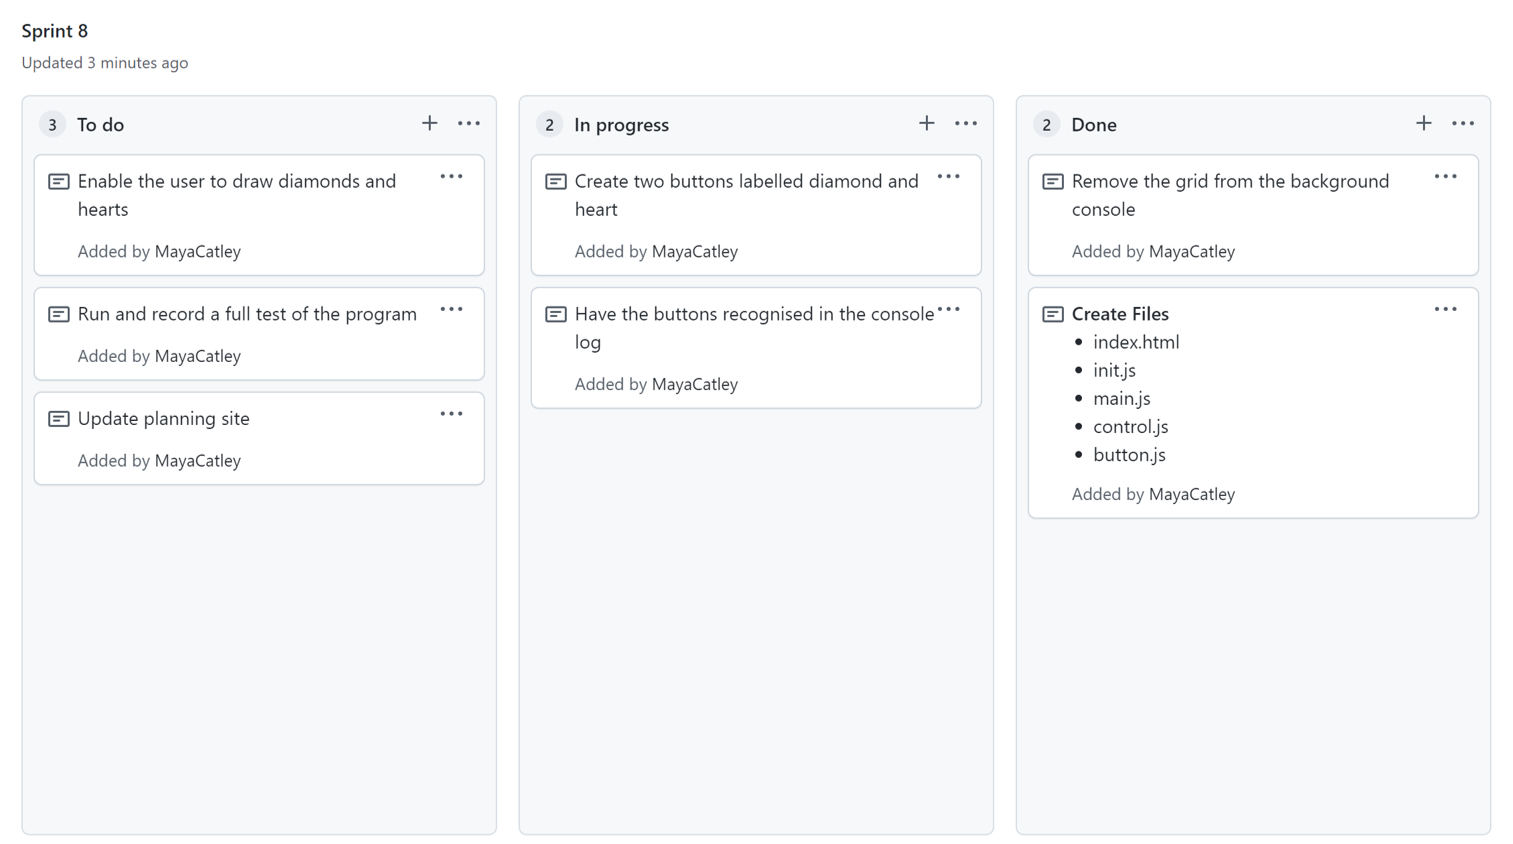 Sprint 8
Updated 3 minutes ago
3 To do
Enable the user to draw diamonds and
hearts
Added by MayaCatley
Run and record a full test of the program
Added by MayaCatley
Update planning site
Added by MayaCatley
2 In progress
Create two buttons labelled diamond and
heart
Added by MayaCatley
Have the buttons recognised in the console
log
Added by MayaCatley
2 Done
Remove the grid from the background
console
Added by MayaCatley
Create Files
• index.html
• init.js
• main.js
• control.js
• button.js
Added by MayaCatley